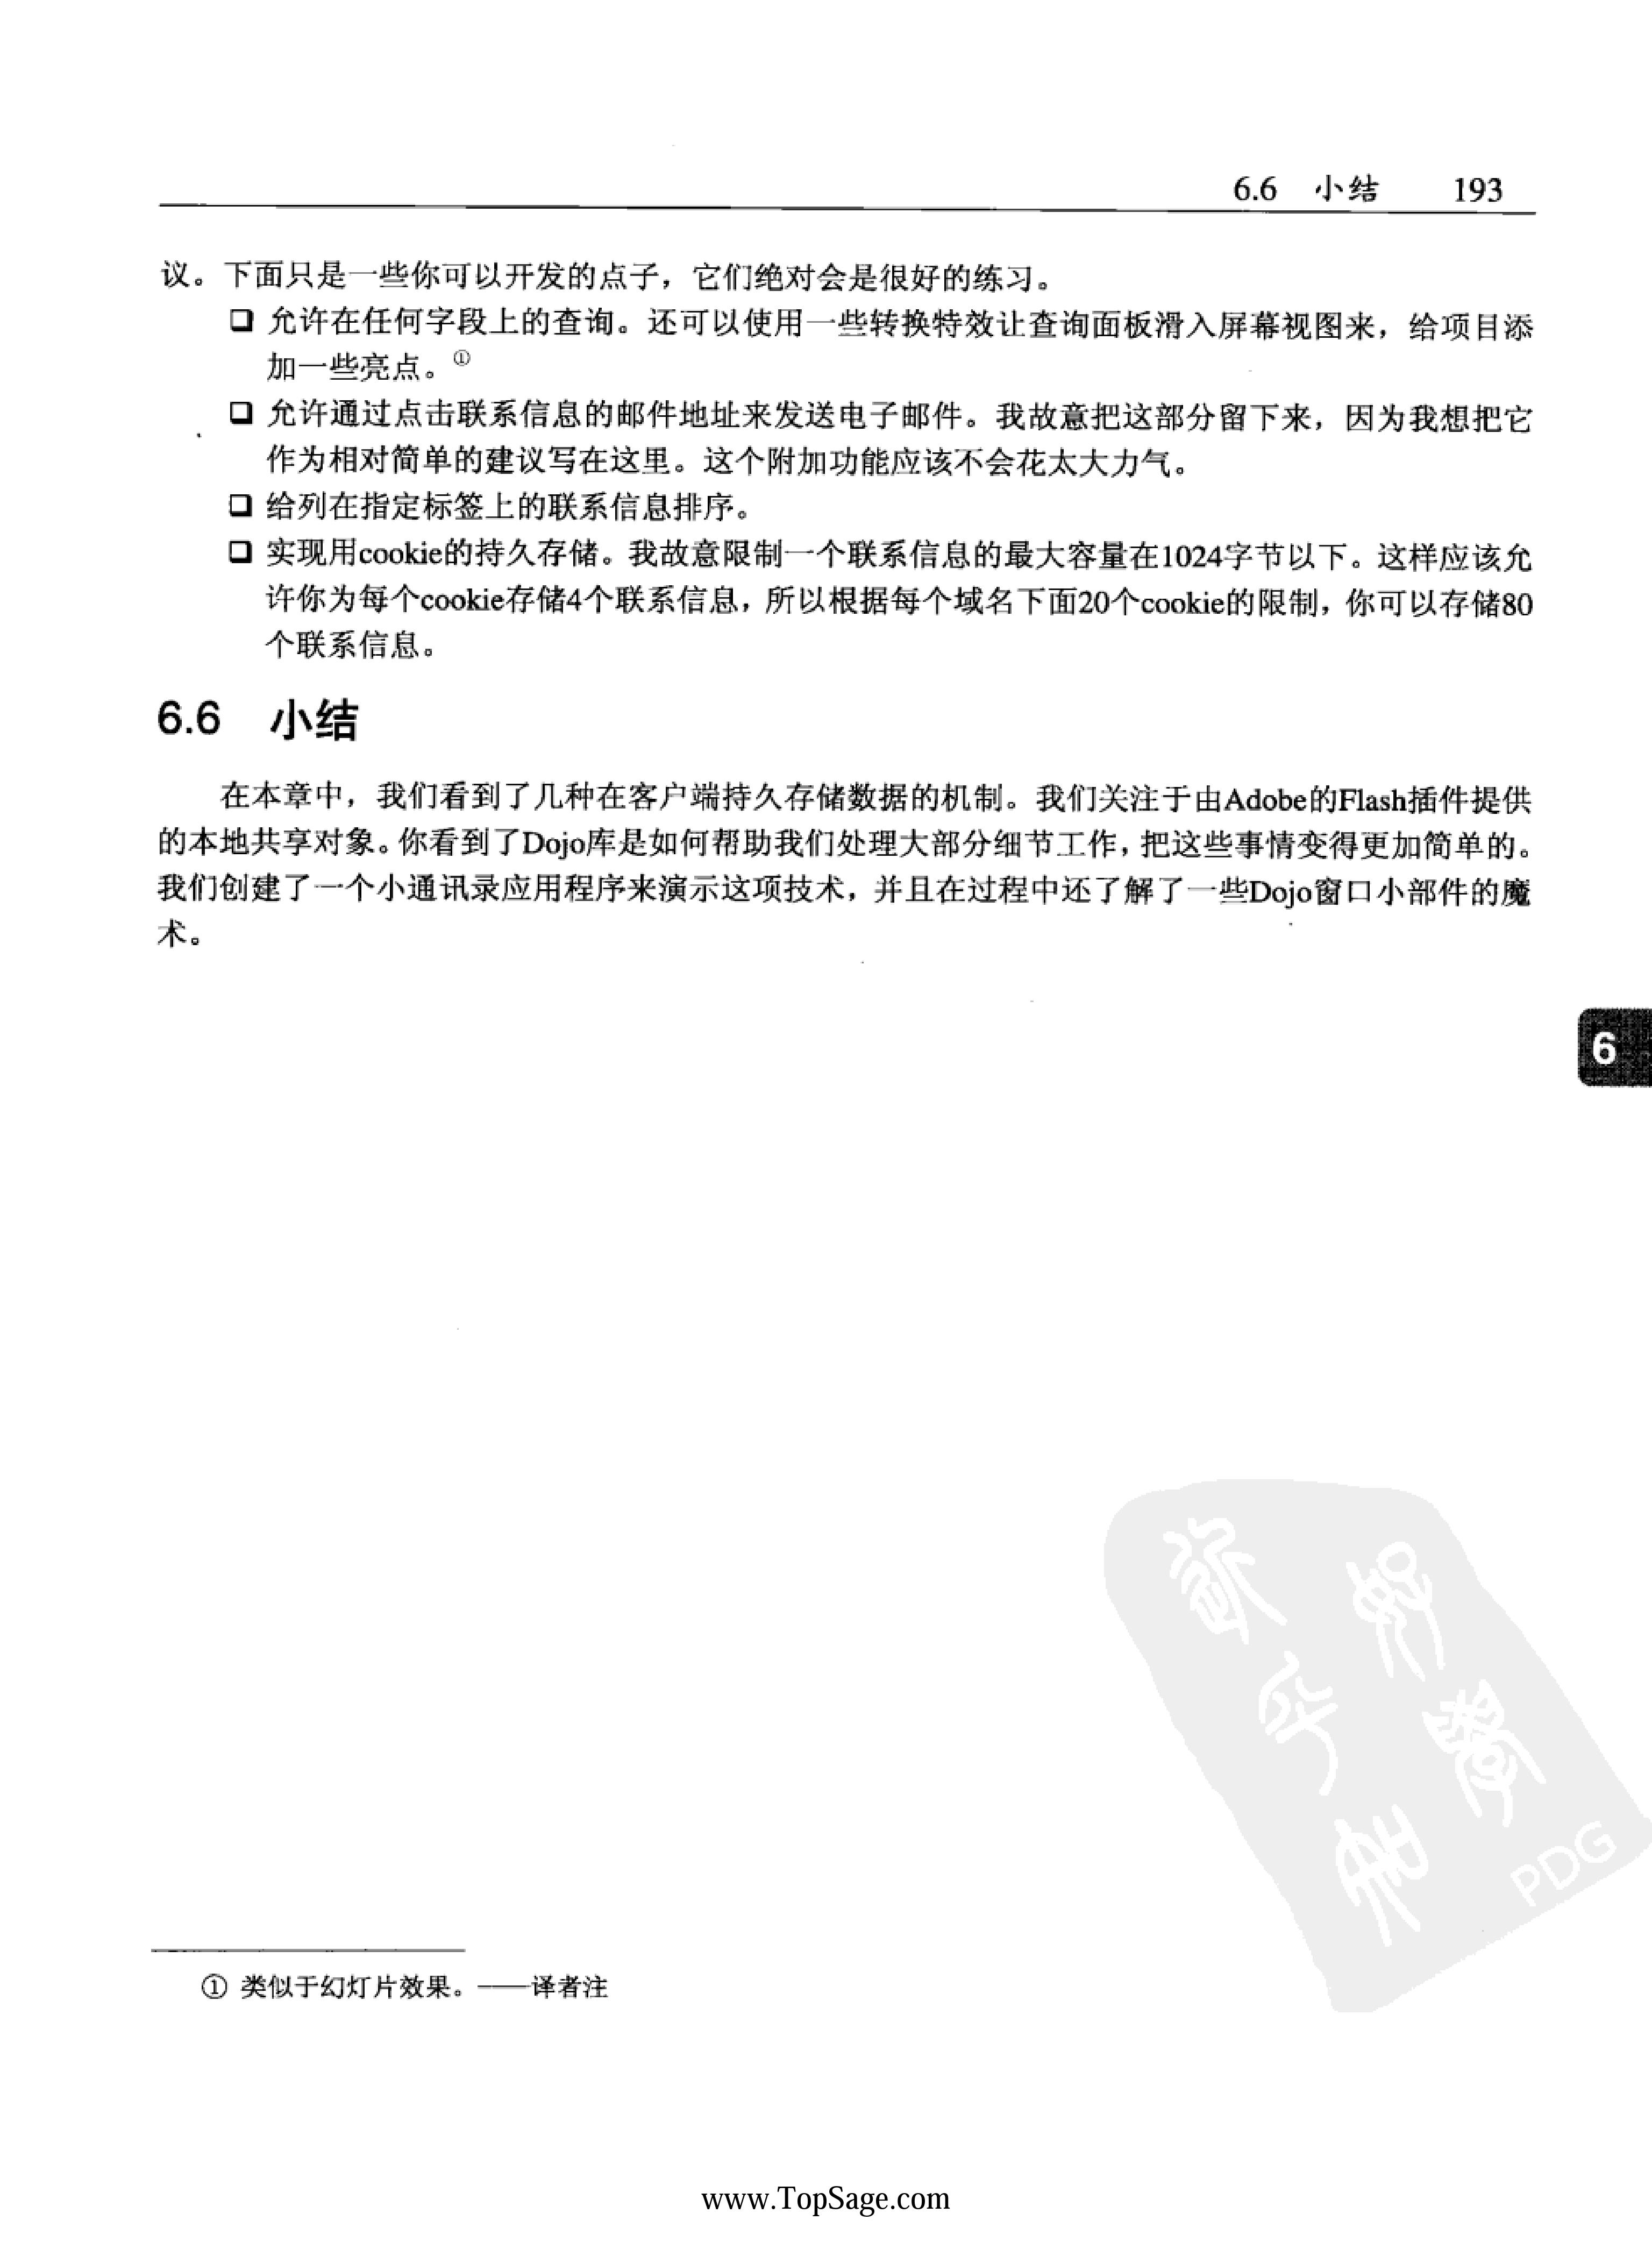 6.6 小结 193
议。下面只是一些你可以开发的点子，它们绝对会是很好的练习。
❑ 允许在任何字段上的查询。还可以使用一些转换特效让查询面板滑入屏幕视图来，给项目添
加一些亮点。①
❑ 允许通过点击联系信息的邮件地址来发送电子邮件。我故意把这部分留下来，因为我想把它
作为相对简单的建议写在这里。这个附加功能应该不会花太大力气。
❑ 给列在指定标签上的联系信息排序。
❑ 实现用cookie的持久存储。我故意限制一个联系信息的最大容量在1024字节以下。这样应该允
许你为每个cookie存储4个联系信息，所以根据每个域名下面20个cookie的限制，你可以存储80
个联系信息。
6.6 小结
在本章中，我们看到了几种在客户端持久存储数据的机制。我们关注于由Adobe的Flash插件提供
的本地共享对象。你看到了Dojo库是如何帮助我们处理大部分细节工作，把这些事情变得更加简单的。
我们创建了一个小通讯录应用程序来演示这项技术，并且在过程中还了解了一些Dojo窗口小部件的魔
术。
6
PDG
① 类似于幻灯片效果。——译者注
www.TopSage.com